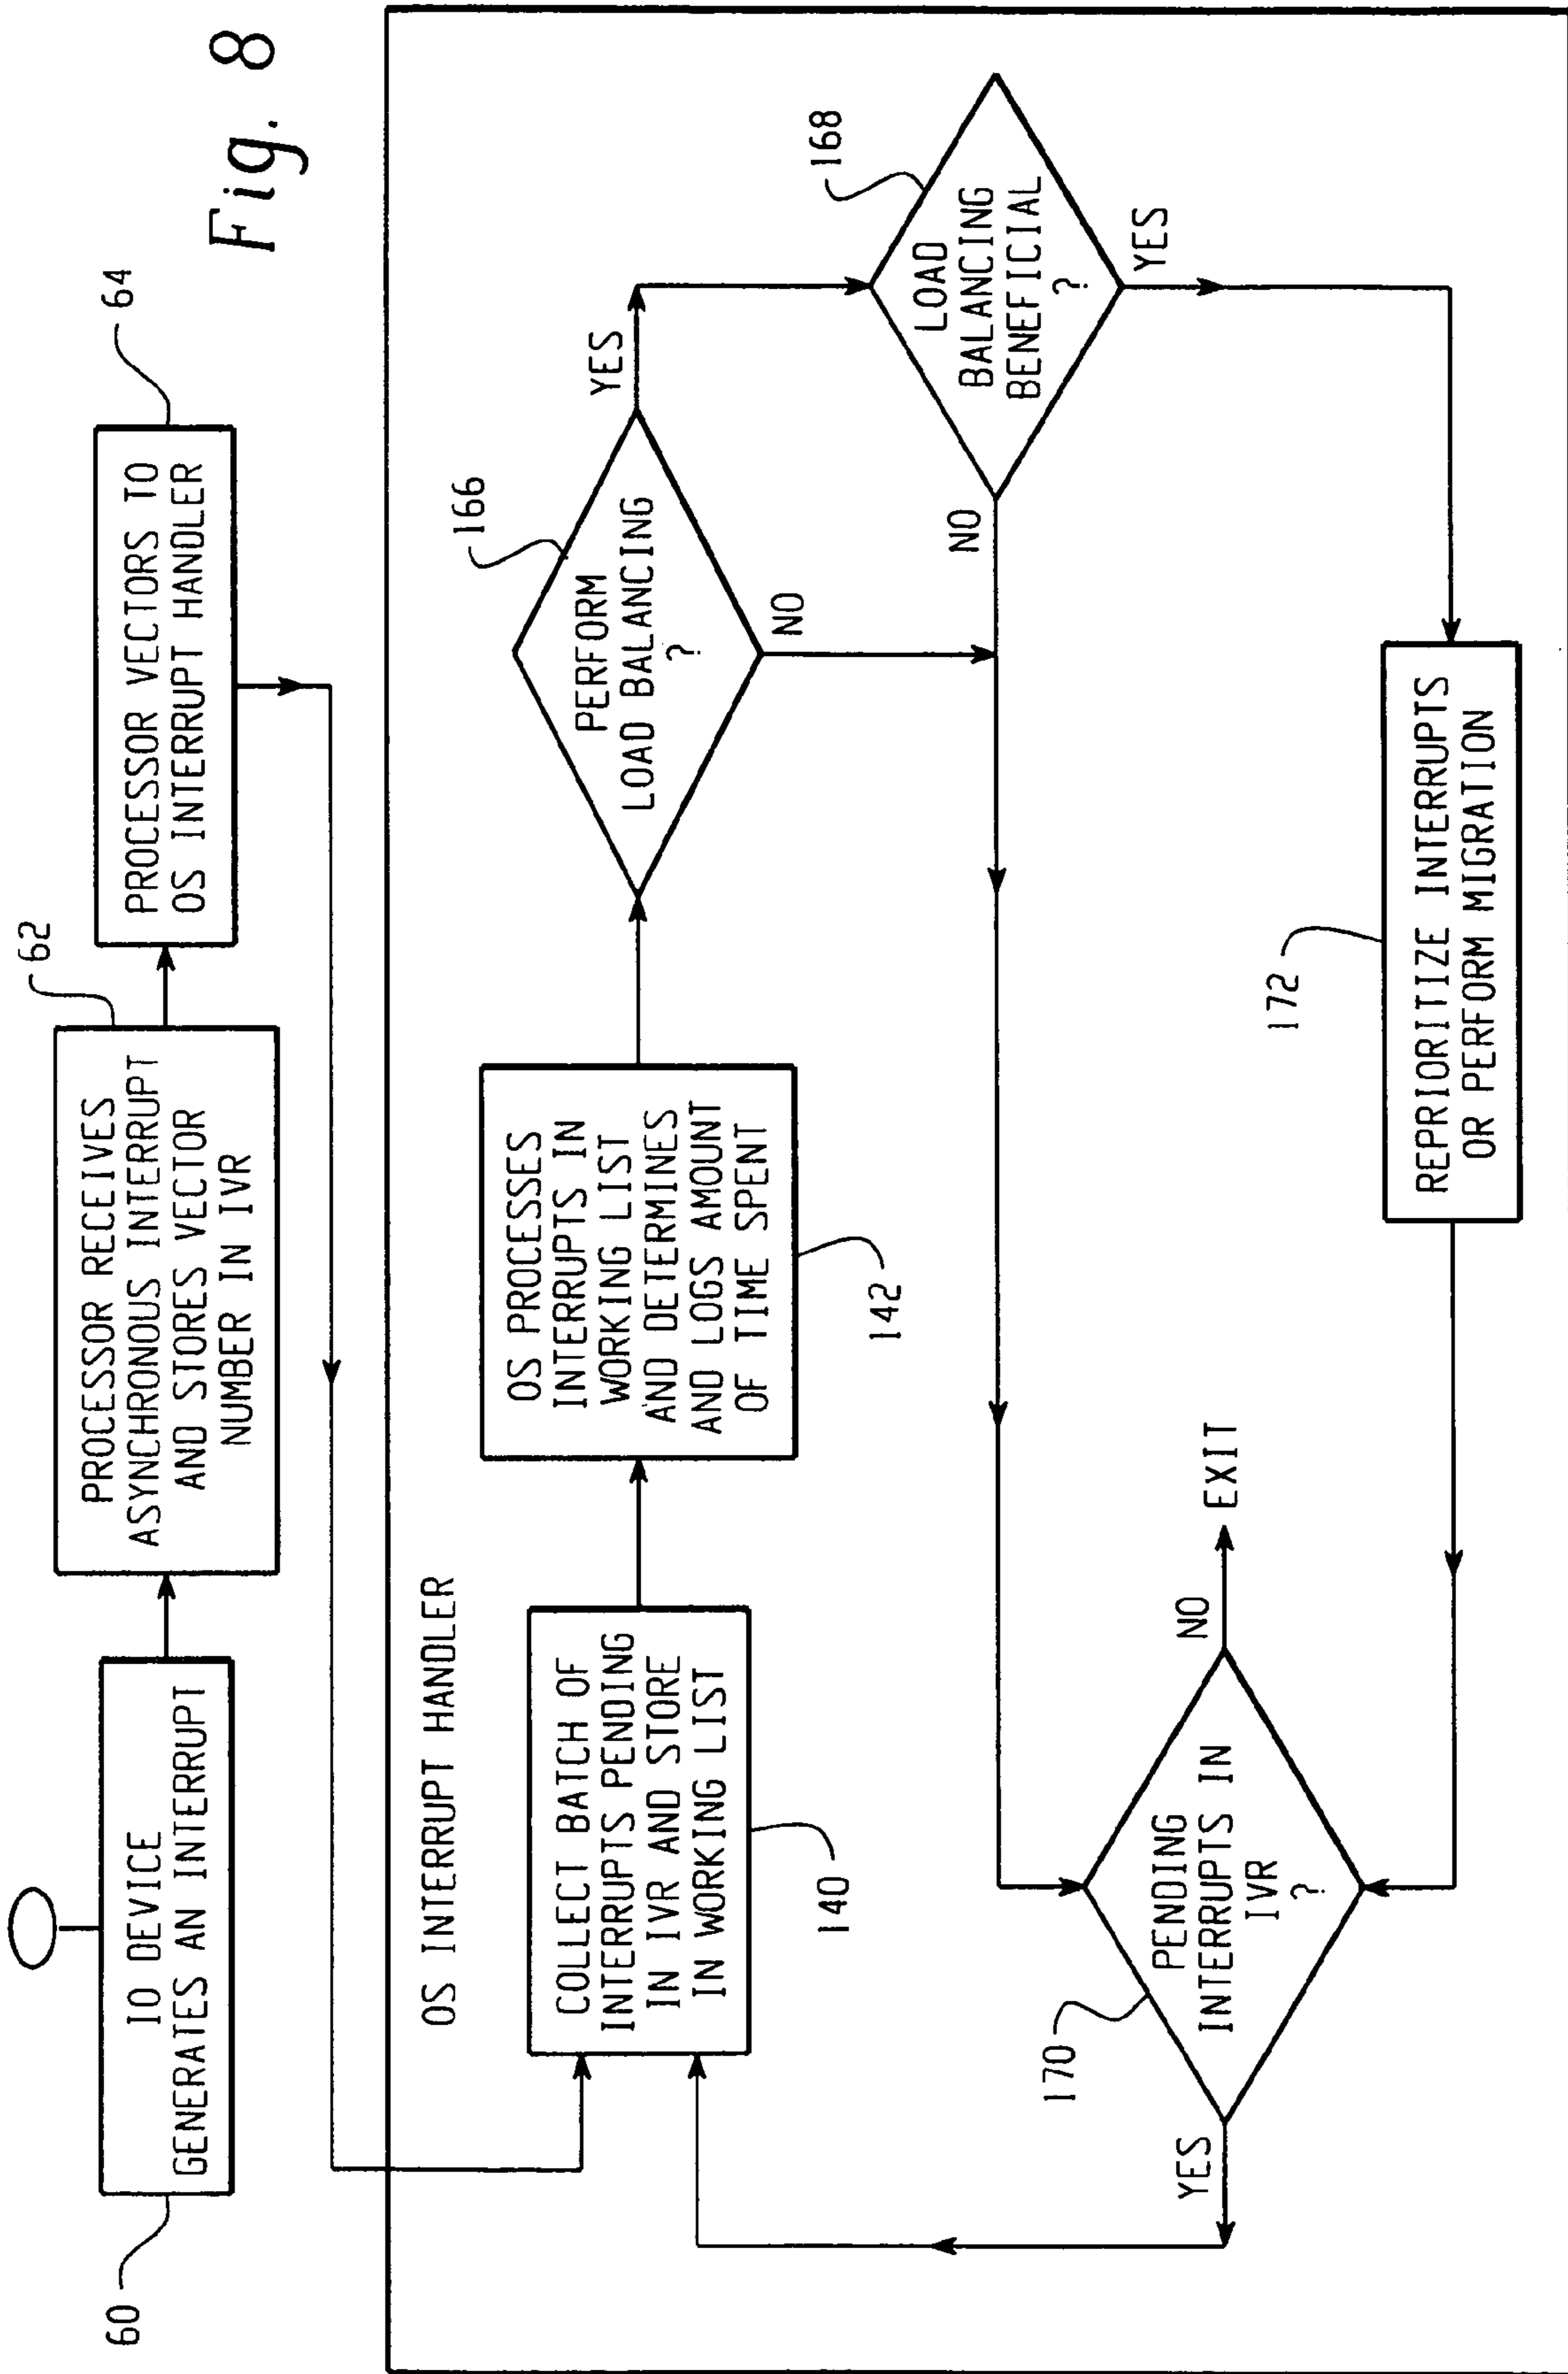 Fig. 8
60
IO DEVICE
GENERATES AN INTERRUPT
62
PROCESSOR RECEIVES
ASYNCHRONOUS INTERRUPT
AND STORES VECTOR
NUMBER IN IVR
64
PROCESSOR VECTORS TO
OS INTERRUPT HANDLER
OS INTERRUPT HANDLER
COLLECT BATCH OF
INTERRUPTS PENDING
IN IVR AND STORE
IN WORKING LIST
140
OS PROCESSES
INTERRUPTS IN
WORKING LIST
AND DETERMINES
AND LOGS AMOUNT
OF TIME SPENT
142
PERFORM
LOAD BALANCING
?
166
YES
NO
LOAD
BALANCING
BENEFICIAL
?
168
NO
YES
170
PENDING
INTERRUPTS IN
IVR
?
YES
NO
EXIT
172
REPRIORITIZE INTERRUPTS
OR PERFORM MIGRATION